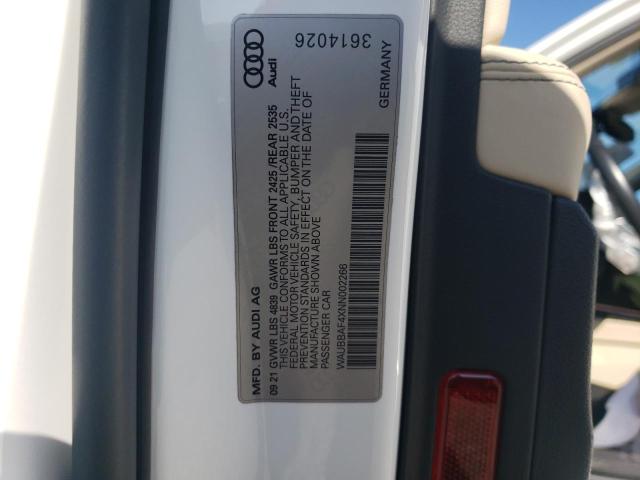 Audi
3614026
MFD. BY AUDI AG
09 21 GVWR LBS 4839 GAWR LBS FRONT 2425 /REAR 2535
THIS VEHICLE CONFORMS TO ALL APPLICABLE U.S.
FEDERAL MOTOR VEHICLE SAFETY, BUMPER AND THEFT
PREVENTION STANDARDS IN EFFECT ON THE DATE OF
MANUFACTURE SHOWN ABOVE
PASSENGER CAR
GERMANY
WAUBBAF4XNN002266